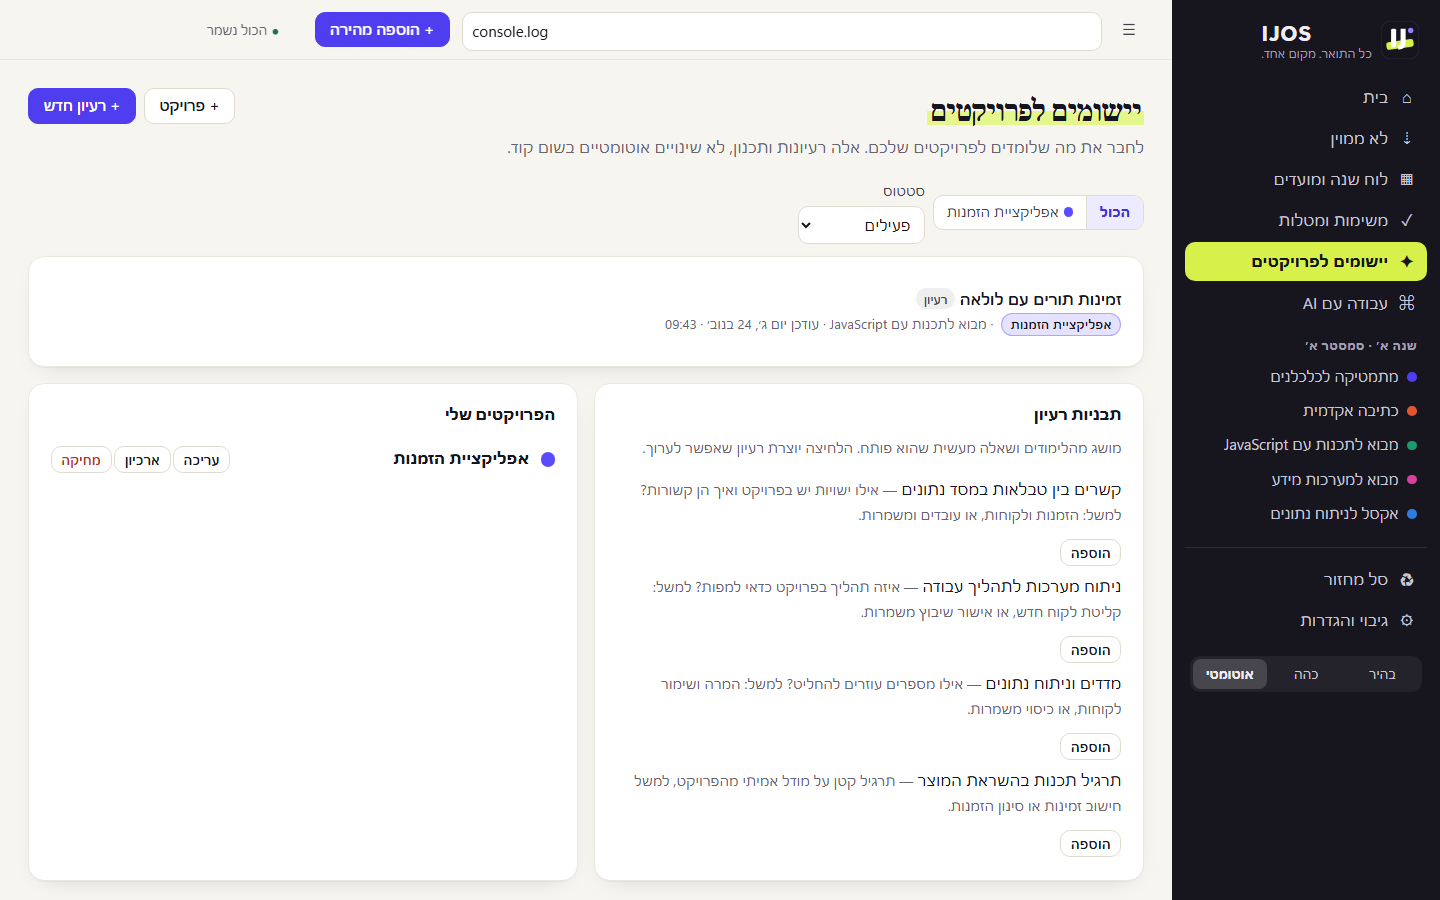 IJOS
כל התואר. מקום אחד.
בית
לא ממוין
לוח שנה ומועדים
משימות ומטלות
יישומים לפרויקטים
עבודה עם AI
שנה א׳ · סמסטר א׳
מתמטיקה לכלכלנים
כתיבה אקדמית
מבוא לתכנות עם JavaScript
מבוא למערכות מידע
אקסל לניתוח נתונים
סל מחזור
גיבוי והגדרות
בהיר
כהה
אוטומטי
console.log
+ הוספה מהירה
הכול נשמר
יישומים לפרויקטים
+ פרויקט
+ רעיון חדש
לחבר את מה שלומדים לפרויקטים שלכם. אלה רעיונות ותכנון, לא שינויים אוטומטיים בשום קוד.
הכול
אפליקציית הזמנות
סטטוס
פעילים
זמינות תורים עם לולאה רעיון
אפליקציית הזמנות · מבוא לתכנות עם JavaScript · עודכן יום ג׳, 24 בנוב׳ · 09:43
תבניות רעיון
מושג מהלימודים ושאלה מעשית שהוא פותח. הלחיצה יוצרת רעיון שאפשר לערוך.
קשרים בין טבלאות במסד נתונים — אילו ישויות יש בפרויקט ואיך הן קשורות?
למשל: הזמנות ולקוחות, או עובדים ומשמרות.
הוספה
ניתוח מערכות לתהליך עבודה — איזה תהליך בפרויקט כדאי למפות? למשל:
קליטת לקוח חדש, או אישור שיבוץ משמרות.
הוספה
מדדים וניתוח נתונים — אילו מספרים עוזרים להחליט? למשל: המרה ושימור
לקוחות, או כיסוי משמרות.
הוספה
תרגיל תכנות בהשראת המוצר — תרגיל קטן על מודל אמיתי מהפרויקט, למשל
חישוב זמינות או סינון הזמנות.
הוספה
הפרויקטים שלי
אפליקציית הזמנות
עריכה
ארכיון
מחיקה